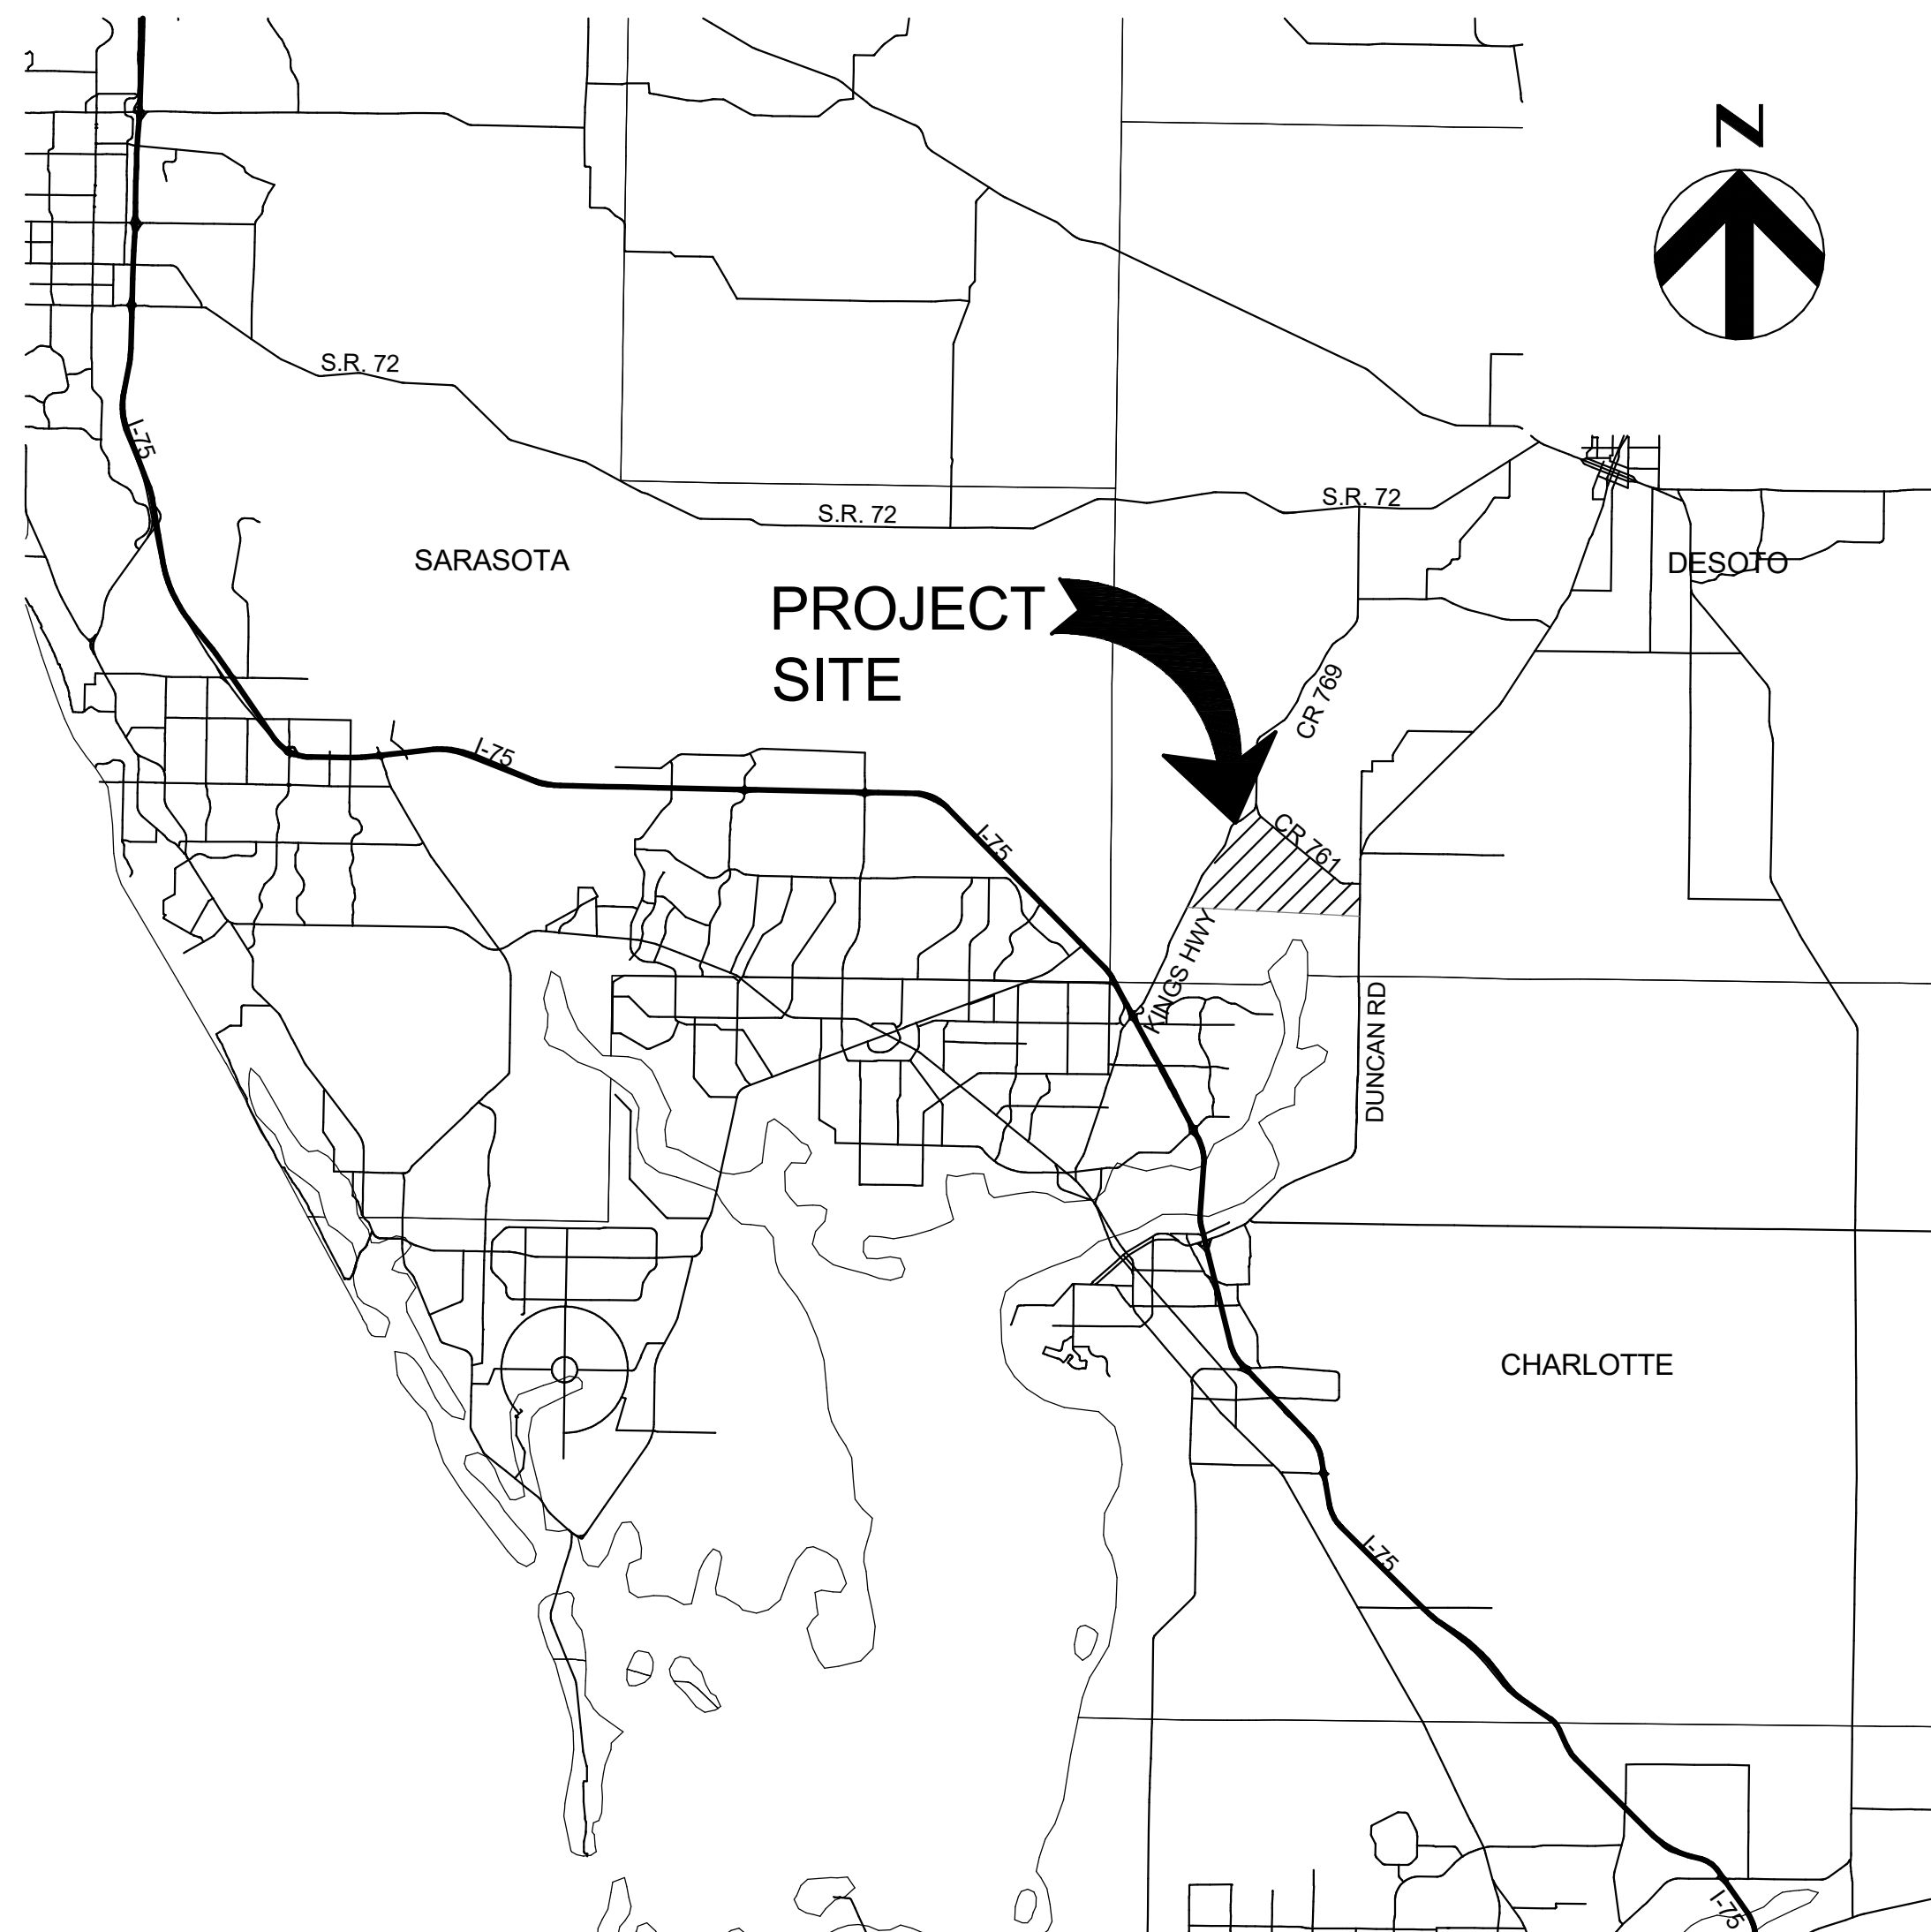 N
S.R. 72
I-75
S.R. 72
S.R. 72
SARASOTA
DESOTO
PROJECT
SITE
CR 769
I-75
I-75
CR 761
KINGS HWY
DUNCAN RD
CHARLOTTE
I-75
I-75